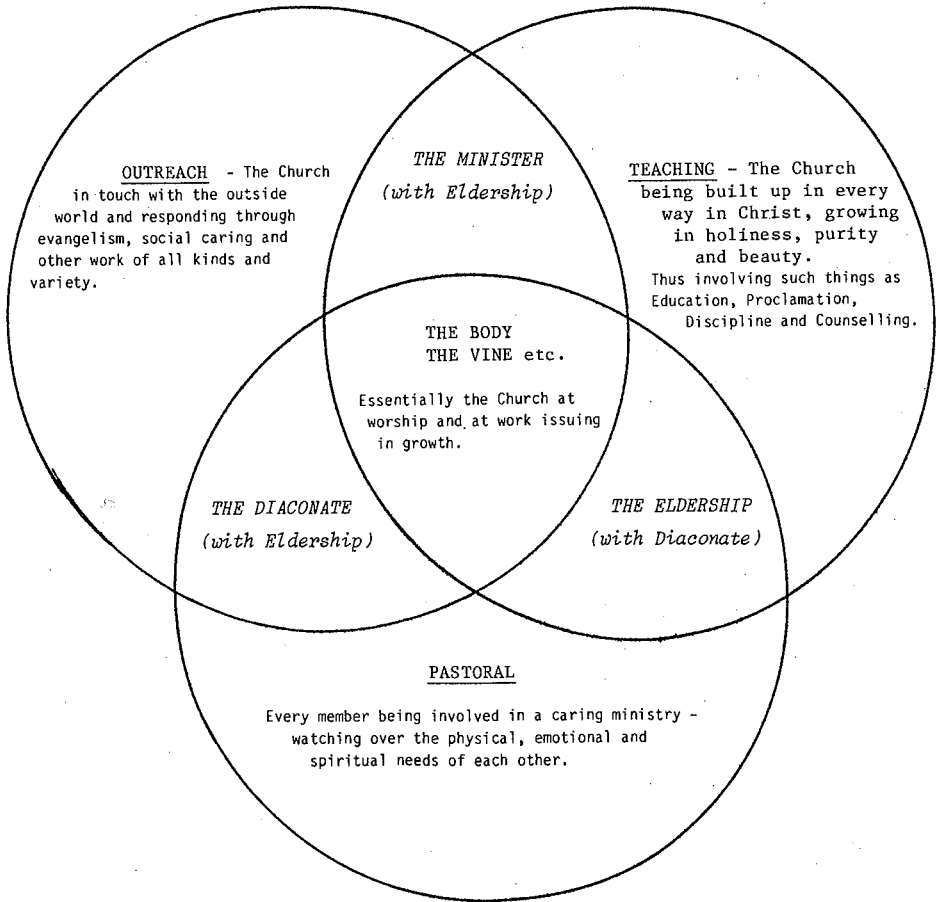 OUTREACH - The Church
in touch with the outside
world and responding through
evangelism, social caring and
other work of all kinds and
variety.
THE MINISTER
(with Eldership)
TEACHING - The Church
being built up in every
way in Christ, growing
in holiness, purity
and beauty.
Thus involving such things as
Education, Proclamation,
Discipline and Counselling.
THE BODY
THE VINE etc.
Essentially the Church at
worship and at work issuing
in growth.
THE DIACONATE
(with Eldership)
THE ELDERSHIP
(with Diaconate)
PASTORAL
Every member being involved in a caring ministry -
watching over the physical, emotional and
spiritual needs of each other.